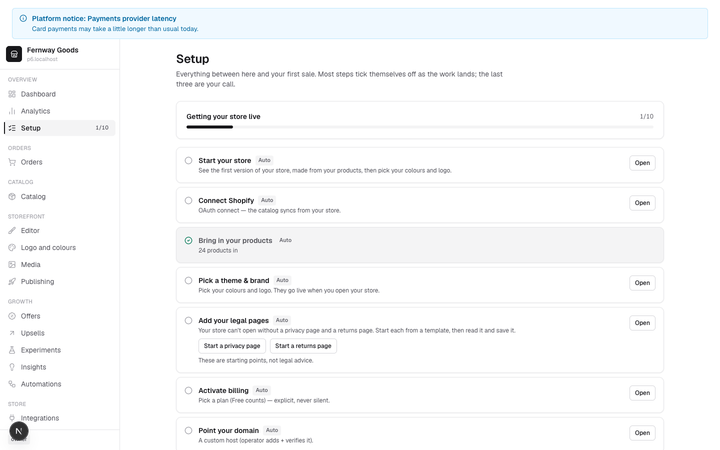 Platform notice: Payments provider latency
Card payments may take a little longer than usual today.
Fernway Goods
p8.localhost
OVERVIEW
Dashboard
Analytics
Setup 1/10
ORDERS
Orders
CATALOG
Catalog
STOREFRONT
Editor
Logo and colours
Media
Publishing
GROWTH
Offers
Upsells
Experiments
Insights
Automations
STORE
Integrations
N
Setup
Everything between here and your first sale. Most steps tick themselves off as the work lands; the last
three are your call.
Getting your store live 1/10
Start your store Auto
See the first version of your store, made from your products, then pick your colours and logo.
Open
Connect Shopify Auto
OAuth connect — the catalog syncs from your store.
Open
Bring in your products Auto
24 products in
Pick a theme & brand Auto
Pick your colours and logo. They go live when you open your store.
Open
Add your legal pages Auto
Your store can't open without a privacy page and a returns page. Start each from a template, then read it and save it.
Open
Start a privacy page Start a returns page
These are starting points, not legal advice.
Activate billing Auto
Pick a plan (Free counts) — explicit, never silent.
Open
Point your domain Auto
A custom host (operator adds + verifies it).
Open